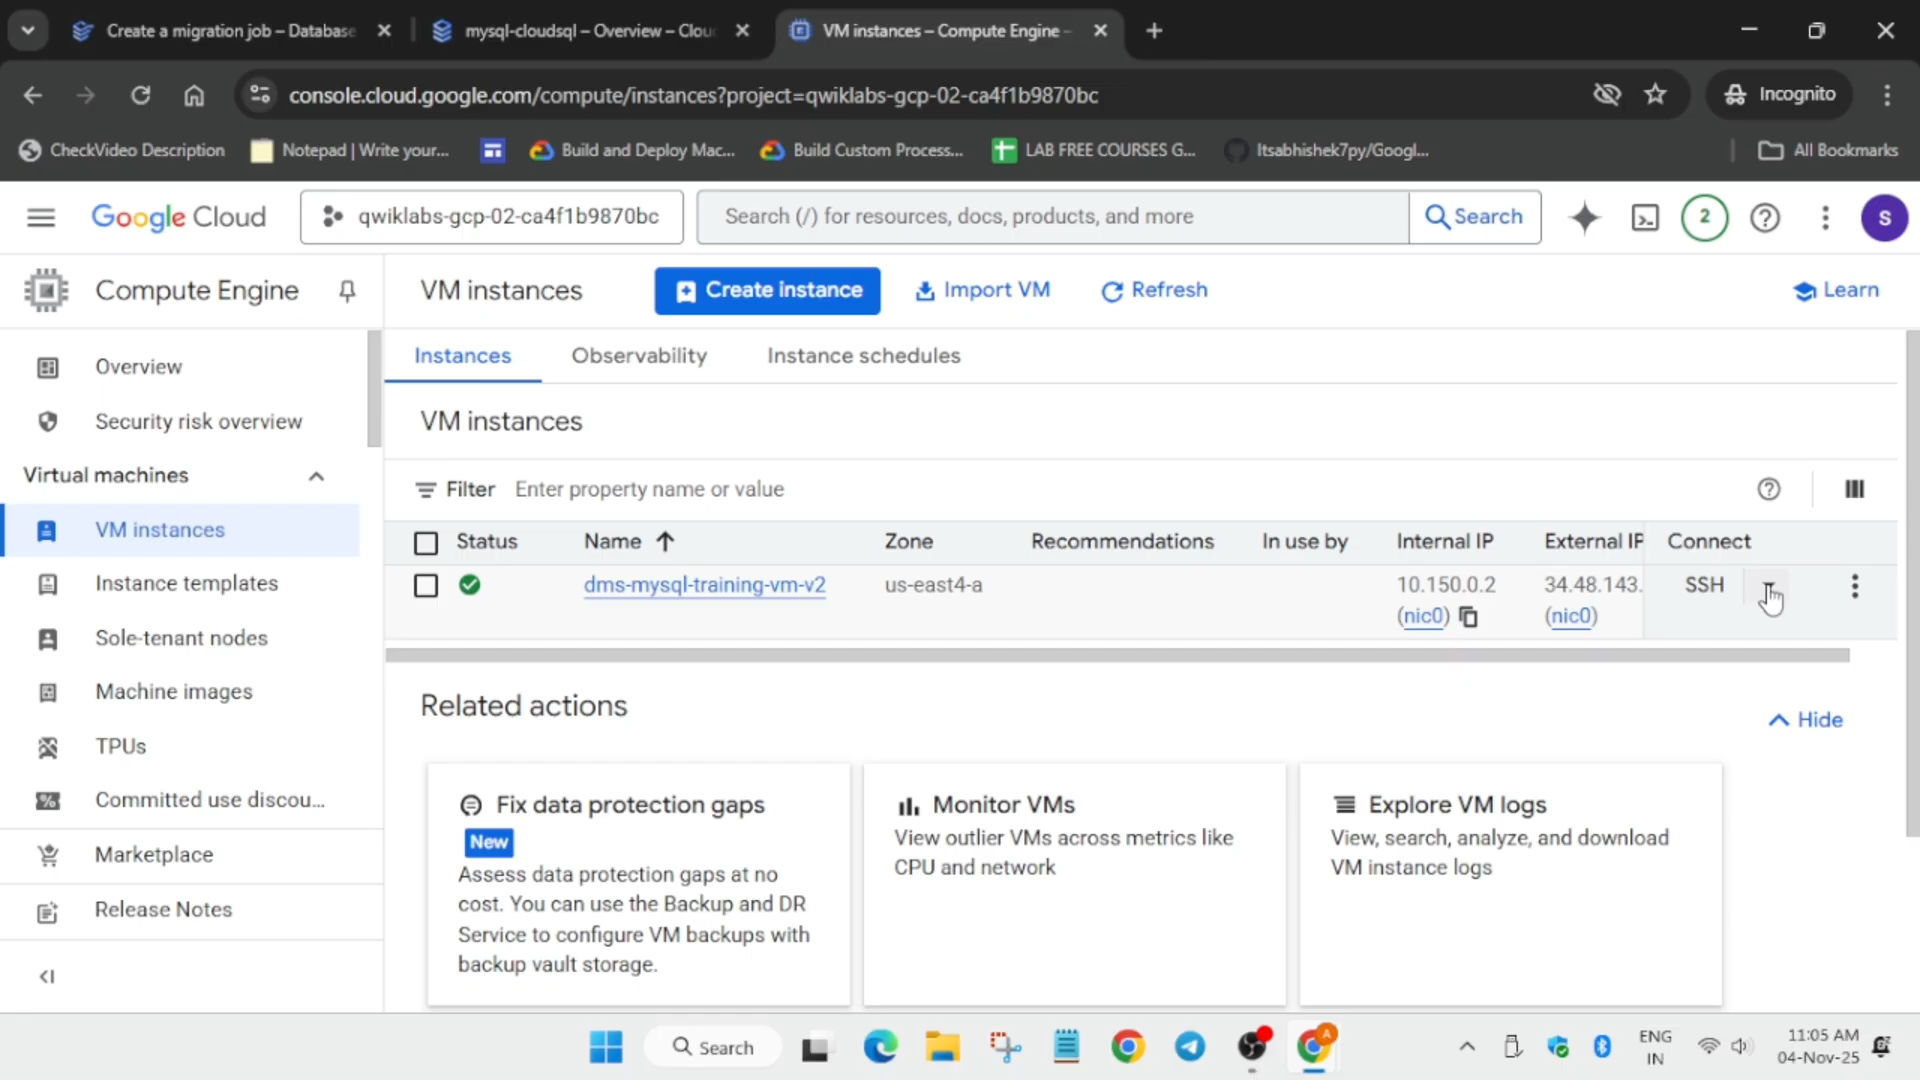 Create a migration job – Database
mysql-cloudsql – Overview – Clou
VM instances – Compute Engine –
console.cloud.google.com/compute/instances?project=qwiklabs-gcp-02-ca4f1b9870bc
Incognito
CheckVideo Description
Notepad | Write your...
Build and Deploy Mac...
Build Custom Process...
LAB FREE COURSES G...
Itsabhishek7py/Googl...
All Bookmarks
Google Cloud
qwiklabs-gcp-02-ca4f1b9870bc
Search (/) for resources, docs, products, and more
Search
2
S
Compute Engine
VM instances
Create instance
Import VM
Refresh
Learn
Overview
Security risk overview
Virtual machines
VM instances
Instance templates
Sole-tenant nodes
Machine images
TPUs
Committed use discou...
Marketplace
Release Notes
Instances
Observability
Instance schedules
VM instances
Filter
Enter property name or value
Status
Name
Zone
Recommendations
In use by
Internal IP
External IP
Connect
dms-mysql-training-vm-v2
us-east4-a
10.150.0.2
(nic0)
34.48.143.
(nic0)
SSH
Related actions
Hide
Fix data protection gaps
New
Assess data protection gaps at no
cost. You can use the Backup and DR
Service to configure VM backups with
backup vault storage.
Monitor VMs
View outlier VMs across metrics like
CPU and network
Explore VM logs
View, search, analyze, and download
VM instance logs
Search
A
ENG
IN
11:05 AM
04-Nov-25